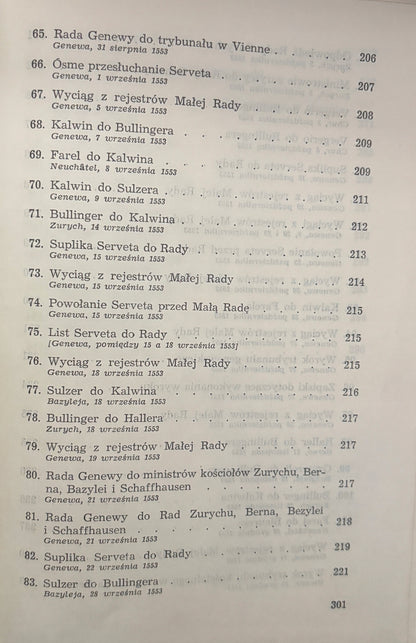 65. Rada Genewy do trybunału w Vienne . . . . . 206
Genewa, 31 sierpnia 1553
66. Ósme przesłuchanie Serveta . . . . . 207
Genewa, 1 września 1553
67. Wyciąg z rejestrów Małej Rady . . . . . 208
Genewa, 5 września 1553
68. Kalwin do Bullingera . . . . . 209
Genewa, 7 września 1553
69. Farel do Kalwina . . . . . 209
Neuchâtel, 8 września 1553
70. Kalwin do Sulzera . . . . . 211
Genewa, 9 września 1553
71. Bullinger do Kalwina . . . . . 212
Zurych, 14 września 1553
72. Suplika Serveta do Rady . . . . . 213
Genewa, 15 września 1553
73. Wyciąg z rejestrów Małej Rady . . . . . 214
Genewa, 15 września 1553
74. Powołanie Serveta przed Małą Radę . . . . . 215
Genewa, 15 września 1553
75. List Serveta do Rady . . . . . 215
[Genewa, pomiędzy 15 a 18 września 1553]
76. Wyciąg z rejestrów Małej Rady . . . . . 215
Genewa, 18 września 1553
77. Sulzer do Kalwina . . . . . 216
Bazyleja, 18 września 1553
78. Bullinger do Hallera . . . . . 217
Zurych, 18 września 1553
79. Wyciąg z rejestrów Małej Rady . . . . . 217
Genewa, 19 września 1553
80. Rada Genewy do ministrów kościołów Zurychu, Ber-
na, Bazylei i Schaffhausen . . . . . 217
Genewa, 21 września 1553
81. Rada Genewy do Rad Zurychu, Berna, Bazylei
i Schaffhausen . . . . . 218
Genewa, 21 września 1553
82. Suplika Serveta do Rady . . . . . 219
Genewa, 22 września 1553
83. Sulzer do Bullingera . . . . . 221
Bazyleja, 28 września 1553
301